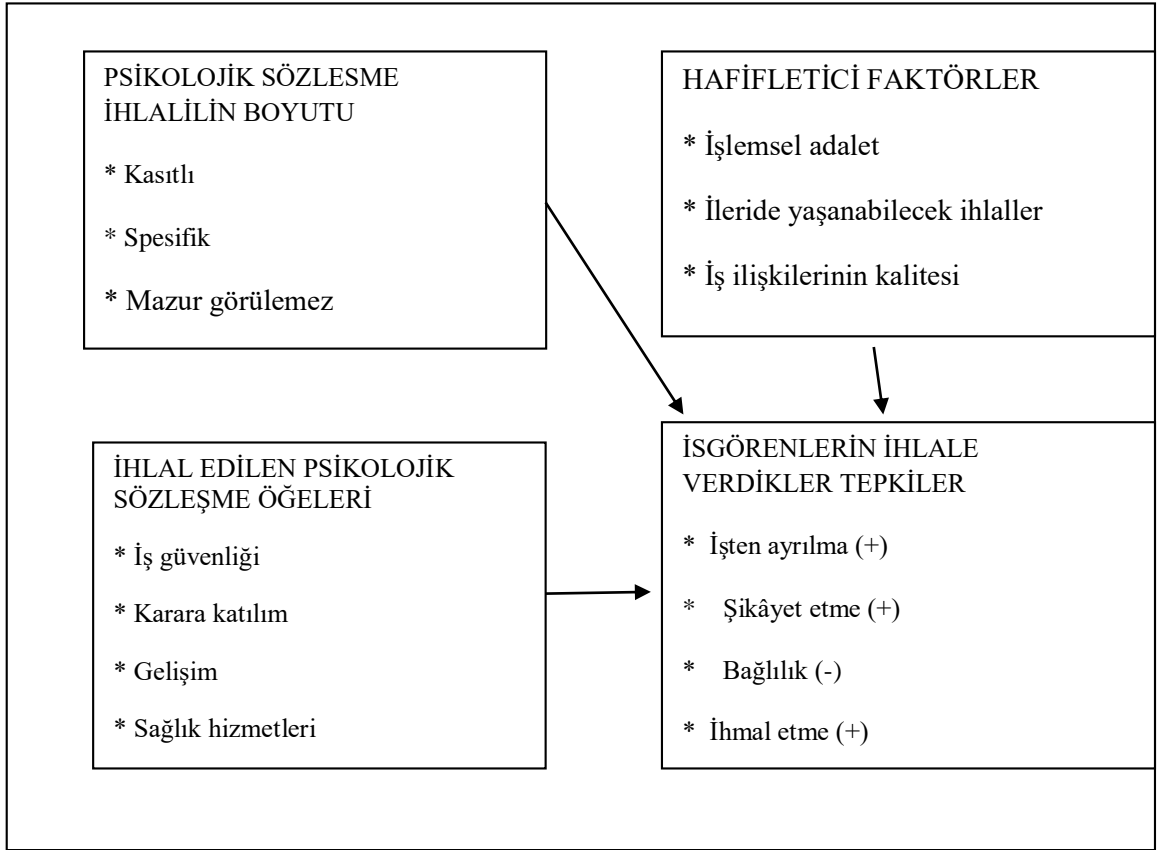 PSİKOLOJİK SÖZLESME
İHLALİLİN BOYUTU
* Kasıtlı
* Spesifik
* Mazur görülemez
HAFİFLETİCİ FAKTÖRLER
* İşlemsel adalet
* İleride yaşanabilecek ihlaller
* İş ilişkilerinin kalitesi
İHLAL EDİLEN PSİKOLOJİK
SÖZLEŞME ÖĞELERİ
* İş güvenliği
* Karara katılım
* Gelişim
* Sağlık hizmetleri
İSGÖRENLERİN İHLALE
VERDİKLER TEPKİLER
* İşten ayrılma (+)
* Şikâyet etme (+)
* Bağlılık (-)
* İhmal etme (+)